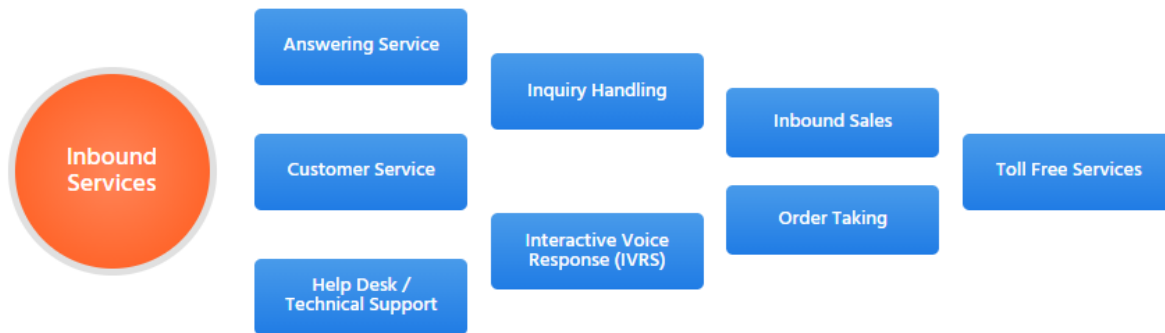 Inbound
Services
Answering Service
Customer Service
Help Desk /
Technical Support
Inquiry Handling
Interactive Voice
Response (IVRS)
Inbound Sales
Order Taking
Toll Free Services